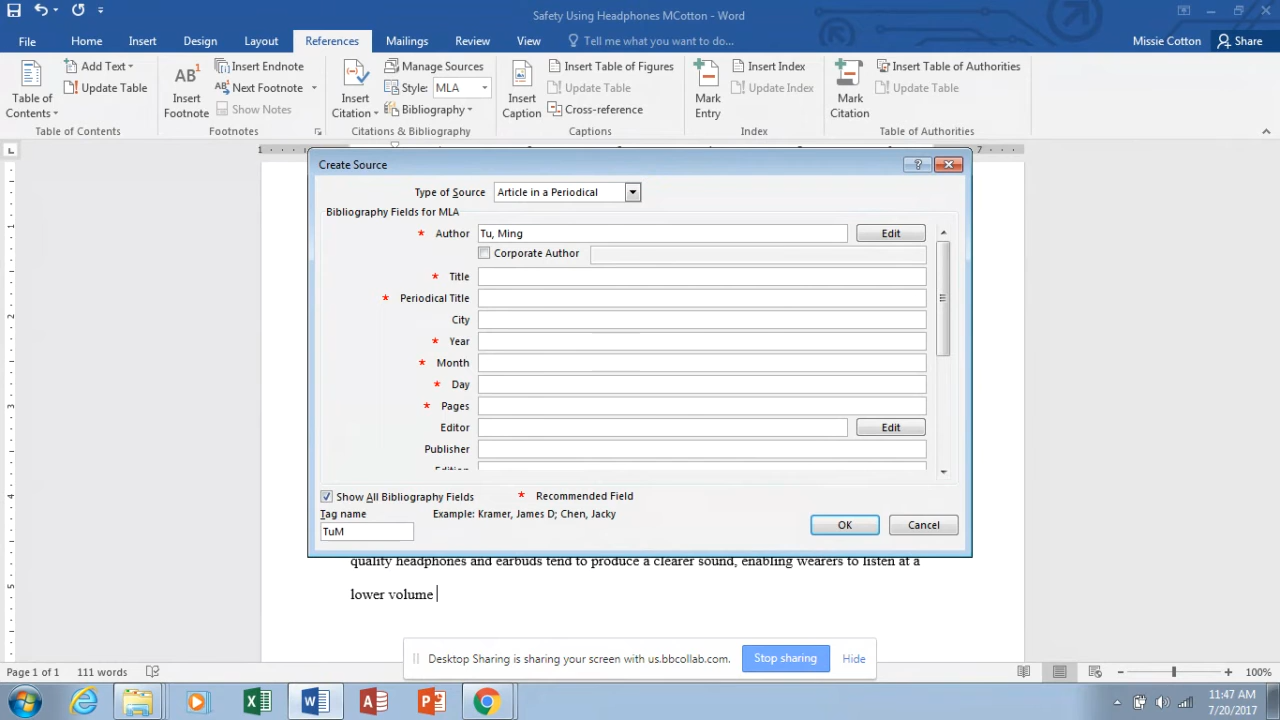 Safety Using Headphones MCotton - Word
File Home Insert Design Layout References Mailings Review View Tell me what you want to do... Missie Cotton Share
Table of Contents
Add Text
Update Table
Table of Contents
AB1
Insert Footnote
Insert Endnote
Next Footnote
Show Notes
Footnotes
Insert Citation
Manage Sources
Style: MLA
Bibliography
Citations & Bibliography
Insert Caption
Insert Table of Figures
Update Table
Cross-reference
Captions
Mark Entry
Insert Index
Update Index
Index
Mark Citation
Insert Table of Authorities
Update Table
Table of Authorities
1 7
Create Source
Type of Source Article in a Periodical
Bibliography Fields for MLA
* Author Tu, Ming Edit
Corporate Author
* Title
* Periodical Title
City
* Year
* Month
* Day
* Pages
Editor Edit
Publisher
Edition
Show All Bibliography Fields * Recommended Field
Tag name Example: Kramer, James D; Chen, Jacky
TuM OK Cancel
2
3
4
5
quality headphones and earbuds tend to produce a clearer sound, enabling wearers to listen at a
lower volume
Desktop Sharing is sharing your screen with us.bbcollab.com. Stop sharing Hide
Page 1 of 1 111 words 100%
11:47 AM
7/20/2017